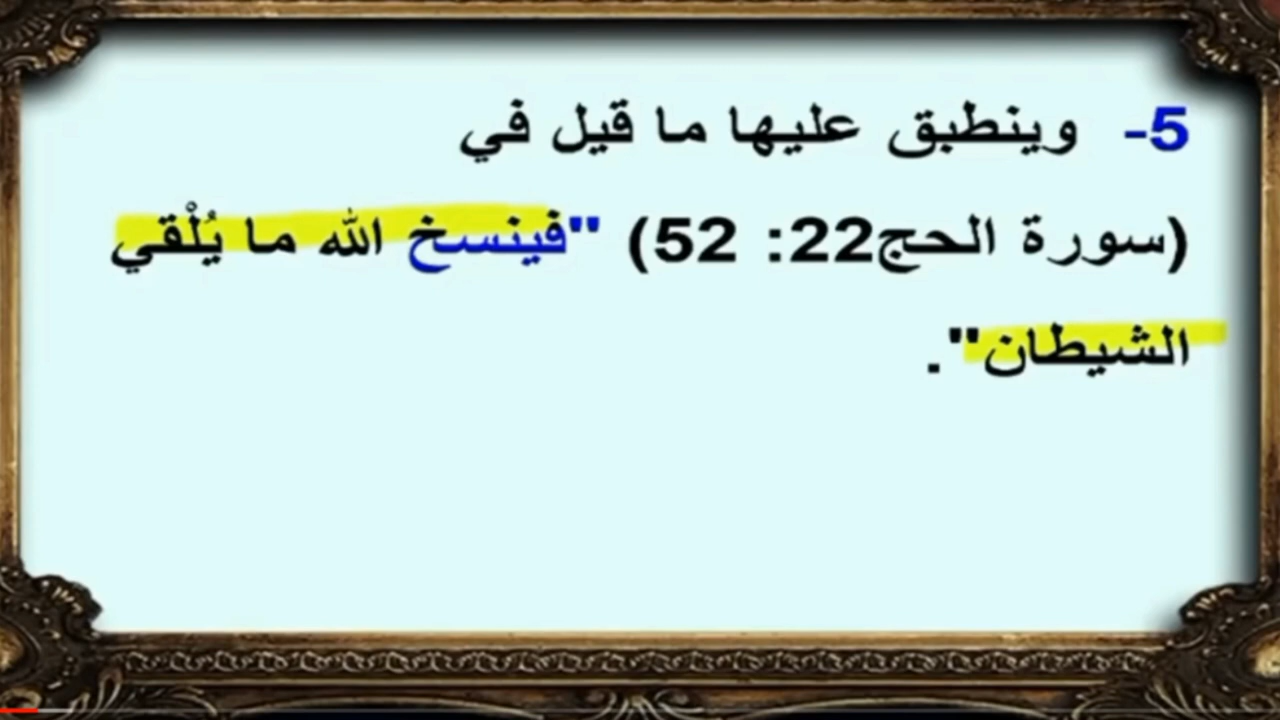 5- وينطبق عليها ما قيل في
(سورة الحج22: 52) "فينسخ الله ما يُلْقي
الشيطان".